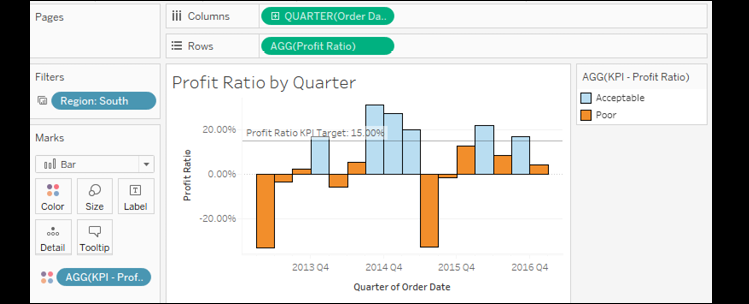 Pages
Columns
QUARTER(Order Da..
Rows
AGG(Profit Ratio)
Filters
Region: South
Marks
Bar
Color
Size
Label
Detail
Tooltip
AGG(KPI - Prof..
Profit Ratio by Quarter
Profit Ratio KPI Target: 15.00%
20.00%
0.00%
-20.00%
Profit Ratio
2013 Q4
2014 Q4
2015 Q4
2016 Q4
Quarter of Order Date
AGG(KPI - Profit Ratio)
Acceptable
Poor